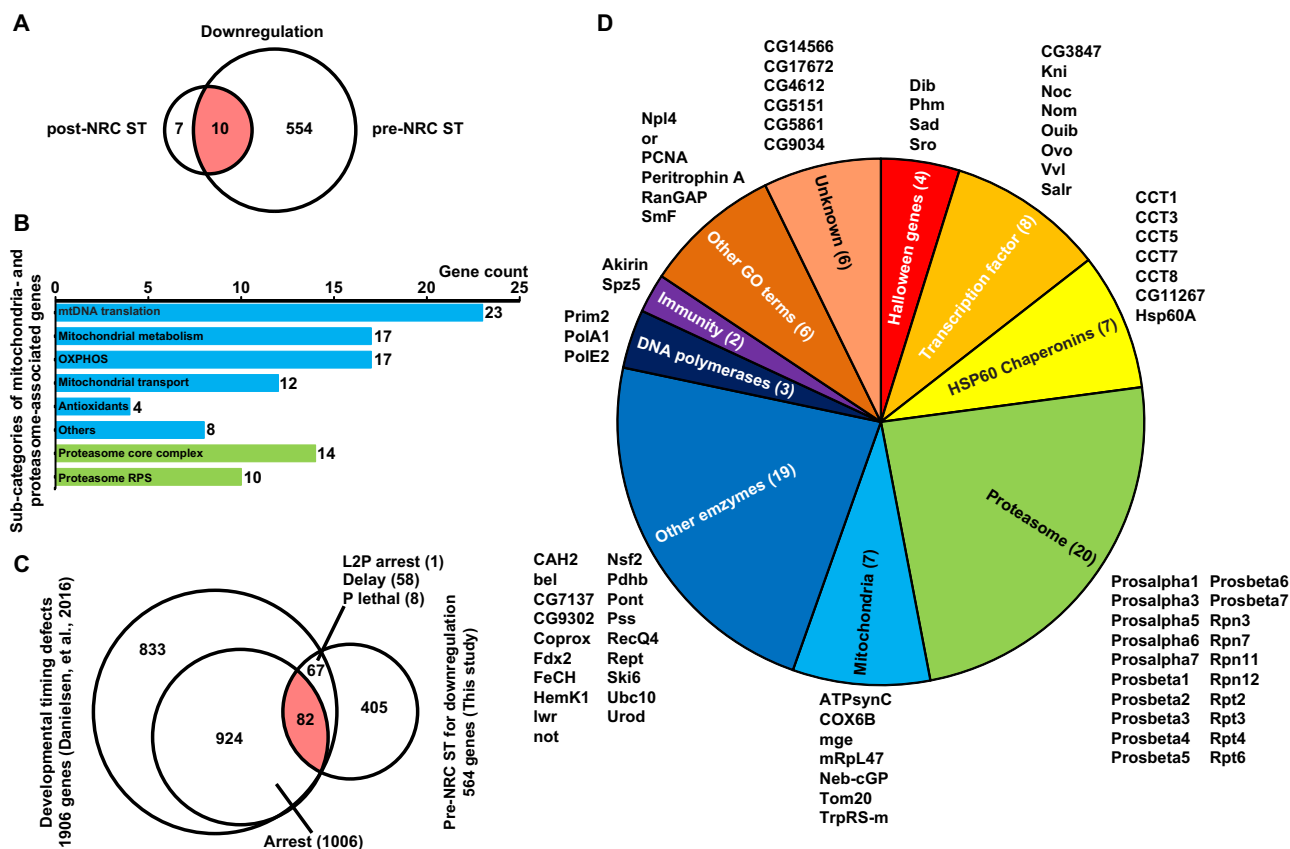 A
Downregulation
post-NRC ST
7
10
554
pre-NRC ST
B
Sub-categories of mitochondria- and
proteasome-associated genes
Gene count
0
5
10
15
20
25
mtDNA translation
23
Mitochondrial metabolism
17
OXPHOS
17
Mitochondrial transport
12
Antioxidants
4
Others
8
Proteasome core complex
14
Proteasome RPS
10
C
Developmental timing defects
1906 genes (Danielsen, et al., 2016)
L2P arrest (1)
Delay (58)
P lethal (8)
833
67
82
405
924
Arrest (1006)
Pre-NRC ST for downregulation
564 genes (This study)
D
Halloween genes (4)
Dib
Phm
Sad
Sro
Transcription factor (8)
CG3847
Kni
Noc
Nom
Ouib
Ovo
Vvl
Salr
HSP60 Chaperonins (7)
CCT1
CCT3
CCT5
CCT7
CCT8
CG11267
Hsp60A
Proteasome (20)
Prosalpha1 Prosbeta6
Prosalpha3 Prosbeta7
Prosalpha5 Rpn3
Prosalpha6 Rpn7
Prosalpha7 Rpn11
Prosbeta1 Rpn12
Prosbeta2 Rpt2
Prosbeta3 Rpt3
Prosbeta4 Rpt4
Prosbeta5 Rpt6
Mitochondria (7)
ATPsynC
COX6B
mge
mRpL47
Neb-cGP
Tom20
TrpRS-m
Other emzymes (19)
CAH2 Nsf2
bel Pdhb
CG7137 Pont
CG9302 Pss
Coprox RecQ4
Fdx2 Rept
FeCH Ski6
HemK1 Ubc10
lwr Urod
not
DNA polymerases (3)
Prim2
PolA1
PolE2
Immunity (2)
Akirin
Spz5
Other GO terms (6)
Npl4
or
PCNA
Peritrophin A
RanGAP
SmF
Unknown (6)
CG14566
CG17672
CG4612
CG5151
CG5861
CG9034